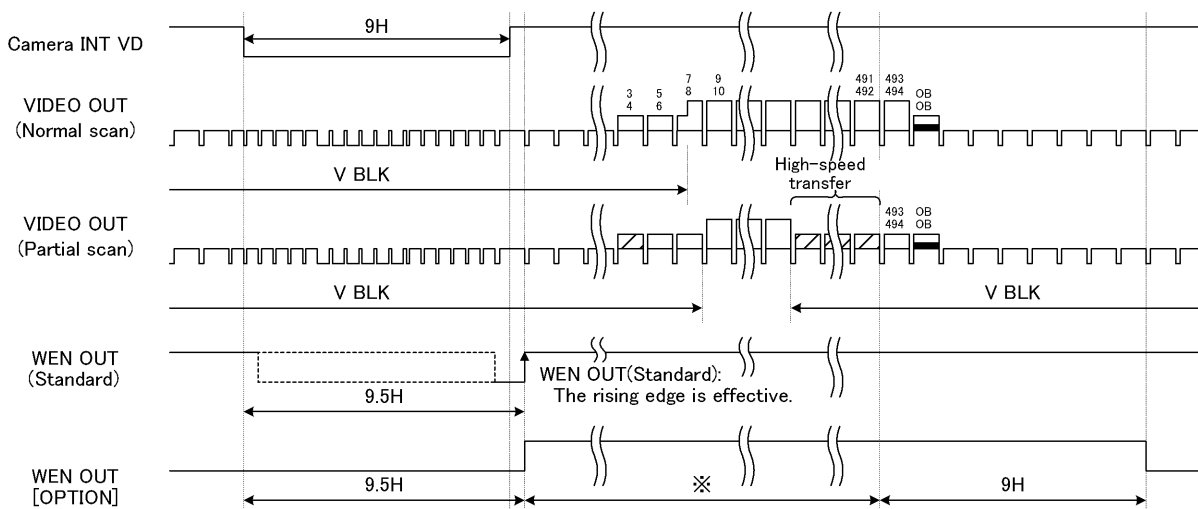 Camera INT VD
9H
VIDEO OUT
(Normal scan)
3
4
5
6
7
8
9
10
491
492
493
494
OB
OB
V BLK
High-speed
transfer
VIDEO OUT
(Partial scan)
493
494
OB
OB
V BLK
V BLK
WEN OUT
(Standard)
WEN OUT(Standard):
The rising edge is effective.
9.5H
WEN OUT
[OPTION]
9.5H
※
9H